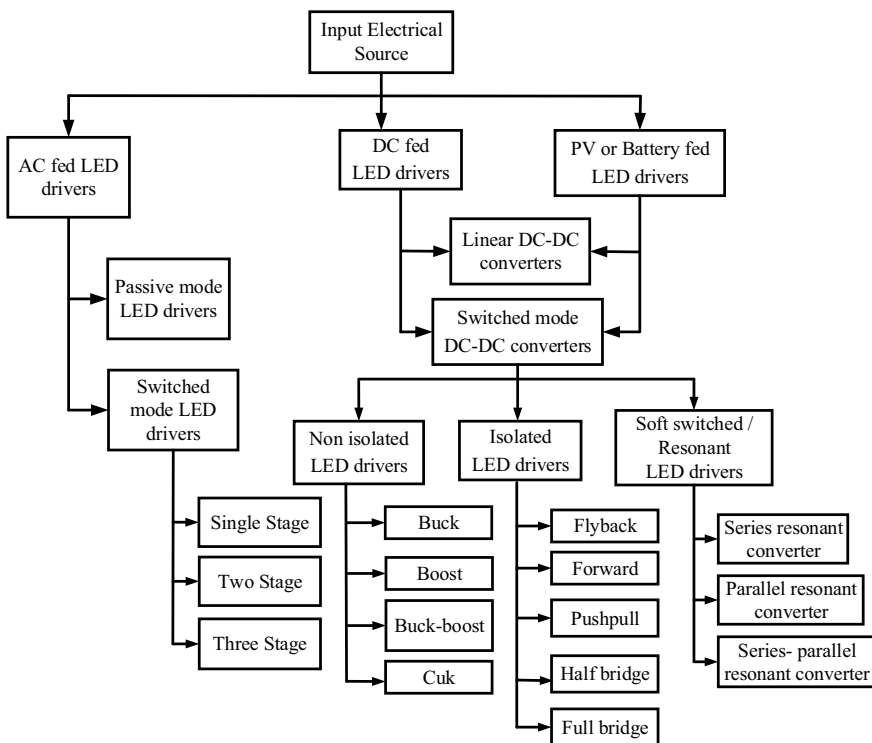 Input Electrical
Source
AC fed LED
drivers
DC fed
LED drivers
PV or Battery fed
LED drivers
Linear DC-DC
converters
Passive mode
LED drivers
Switched mode
DC-DC converters
Switched
mode LED
drivers
Non isolated
LED drivers
Isolated
LED drivers
Soft switched /
Resonant
LED drivers
Single Stage
Two Stage
Three Stage
Buck
Boost
Buck-boost
Cuk
Flyback
Forward
Pushpull
Half bridge
Full bridge
Series resonant
converter
Parallel resonant
converter
Series- parallel
resonant converter